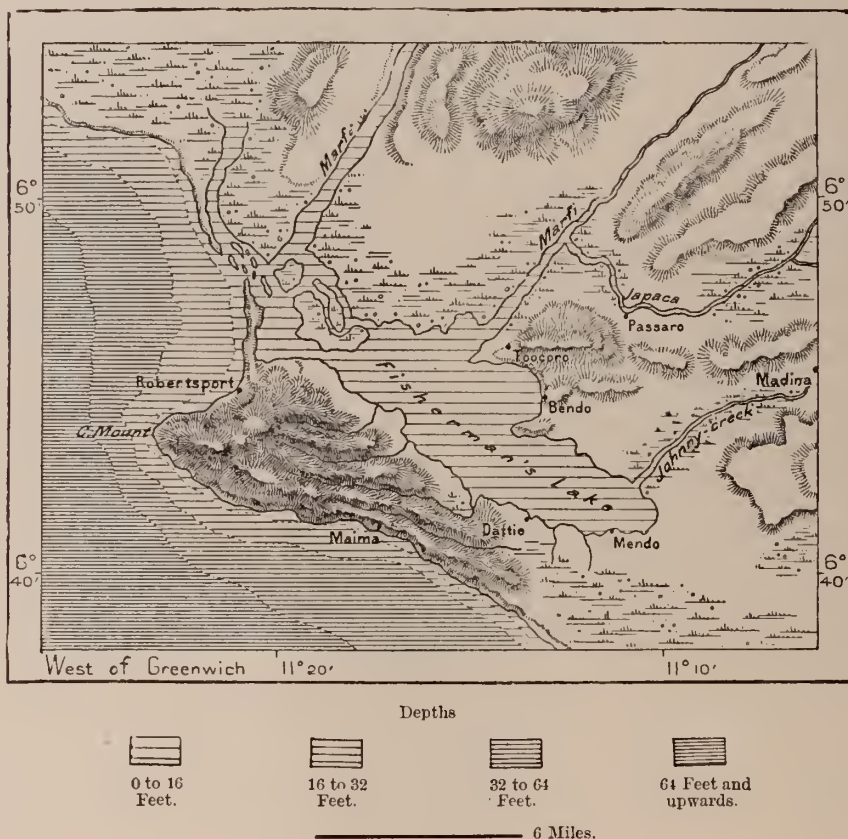 Marfi
6°
50′
6°
50′
Marfi
Japaca
Passaro
Toocoro
Robertsport
Madina
Bendo
C. Mount
Fisherman's Lake
Johnny creek
Maima
Daftie
Mendo
6°
40′
6°
40′
West of Greenwich
11° 20′
11° 10′
Depths
0 to 16
Feet.
16 to 32
Feet.
32 to 64
Feet.
64 Feet and
upwards.
6 Miles.